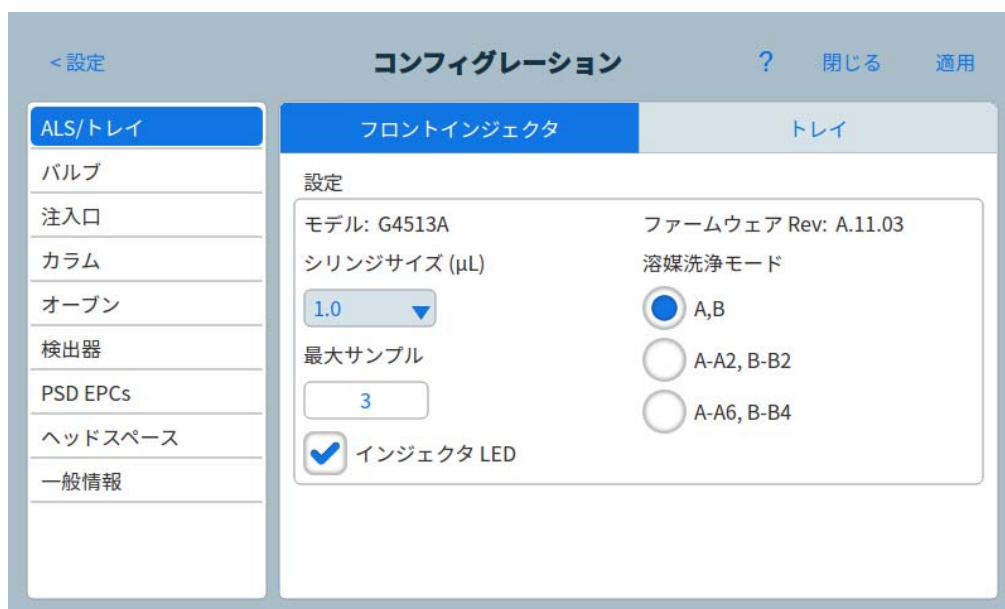 < 設定 コンフィグレーション ? 閉じる 適用
ALS/トレイ
バルブ
注入口
カラム
オーブン
検出器
PSD EPCs
ヘッドスペース
一般情報
フロントインジェクタ トレイ
設定
モデル: G4513A ファームウェア Rev: A.11.03
シリンジサイズ (µL) 溶媒洗浄モード
1.0 A,B
最大サンプル A-A2, B-B2
3 A-A6, B-B4
インジェクタ LED